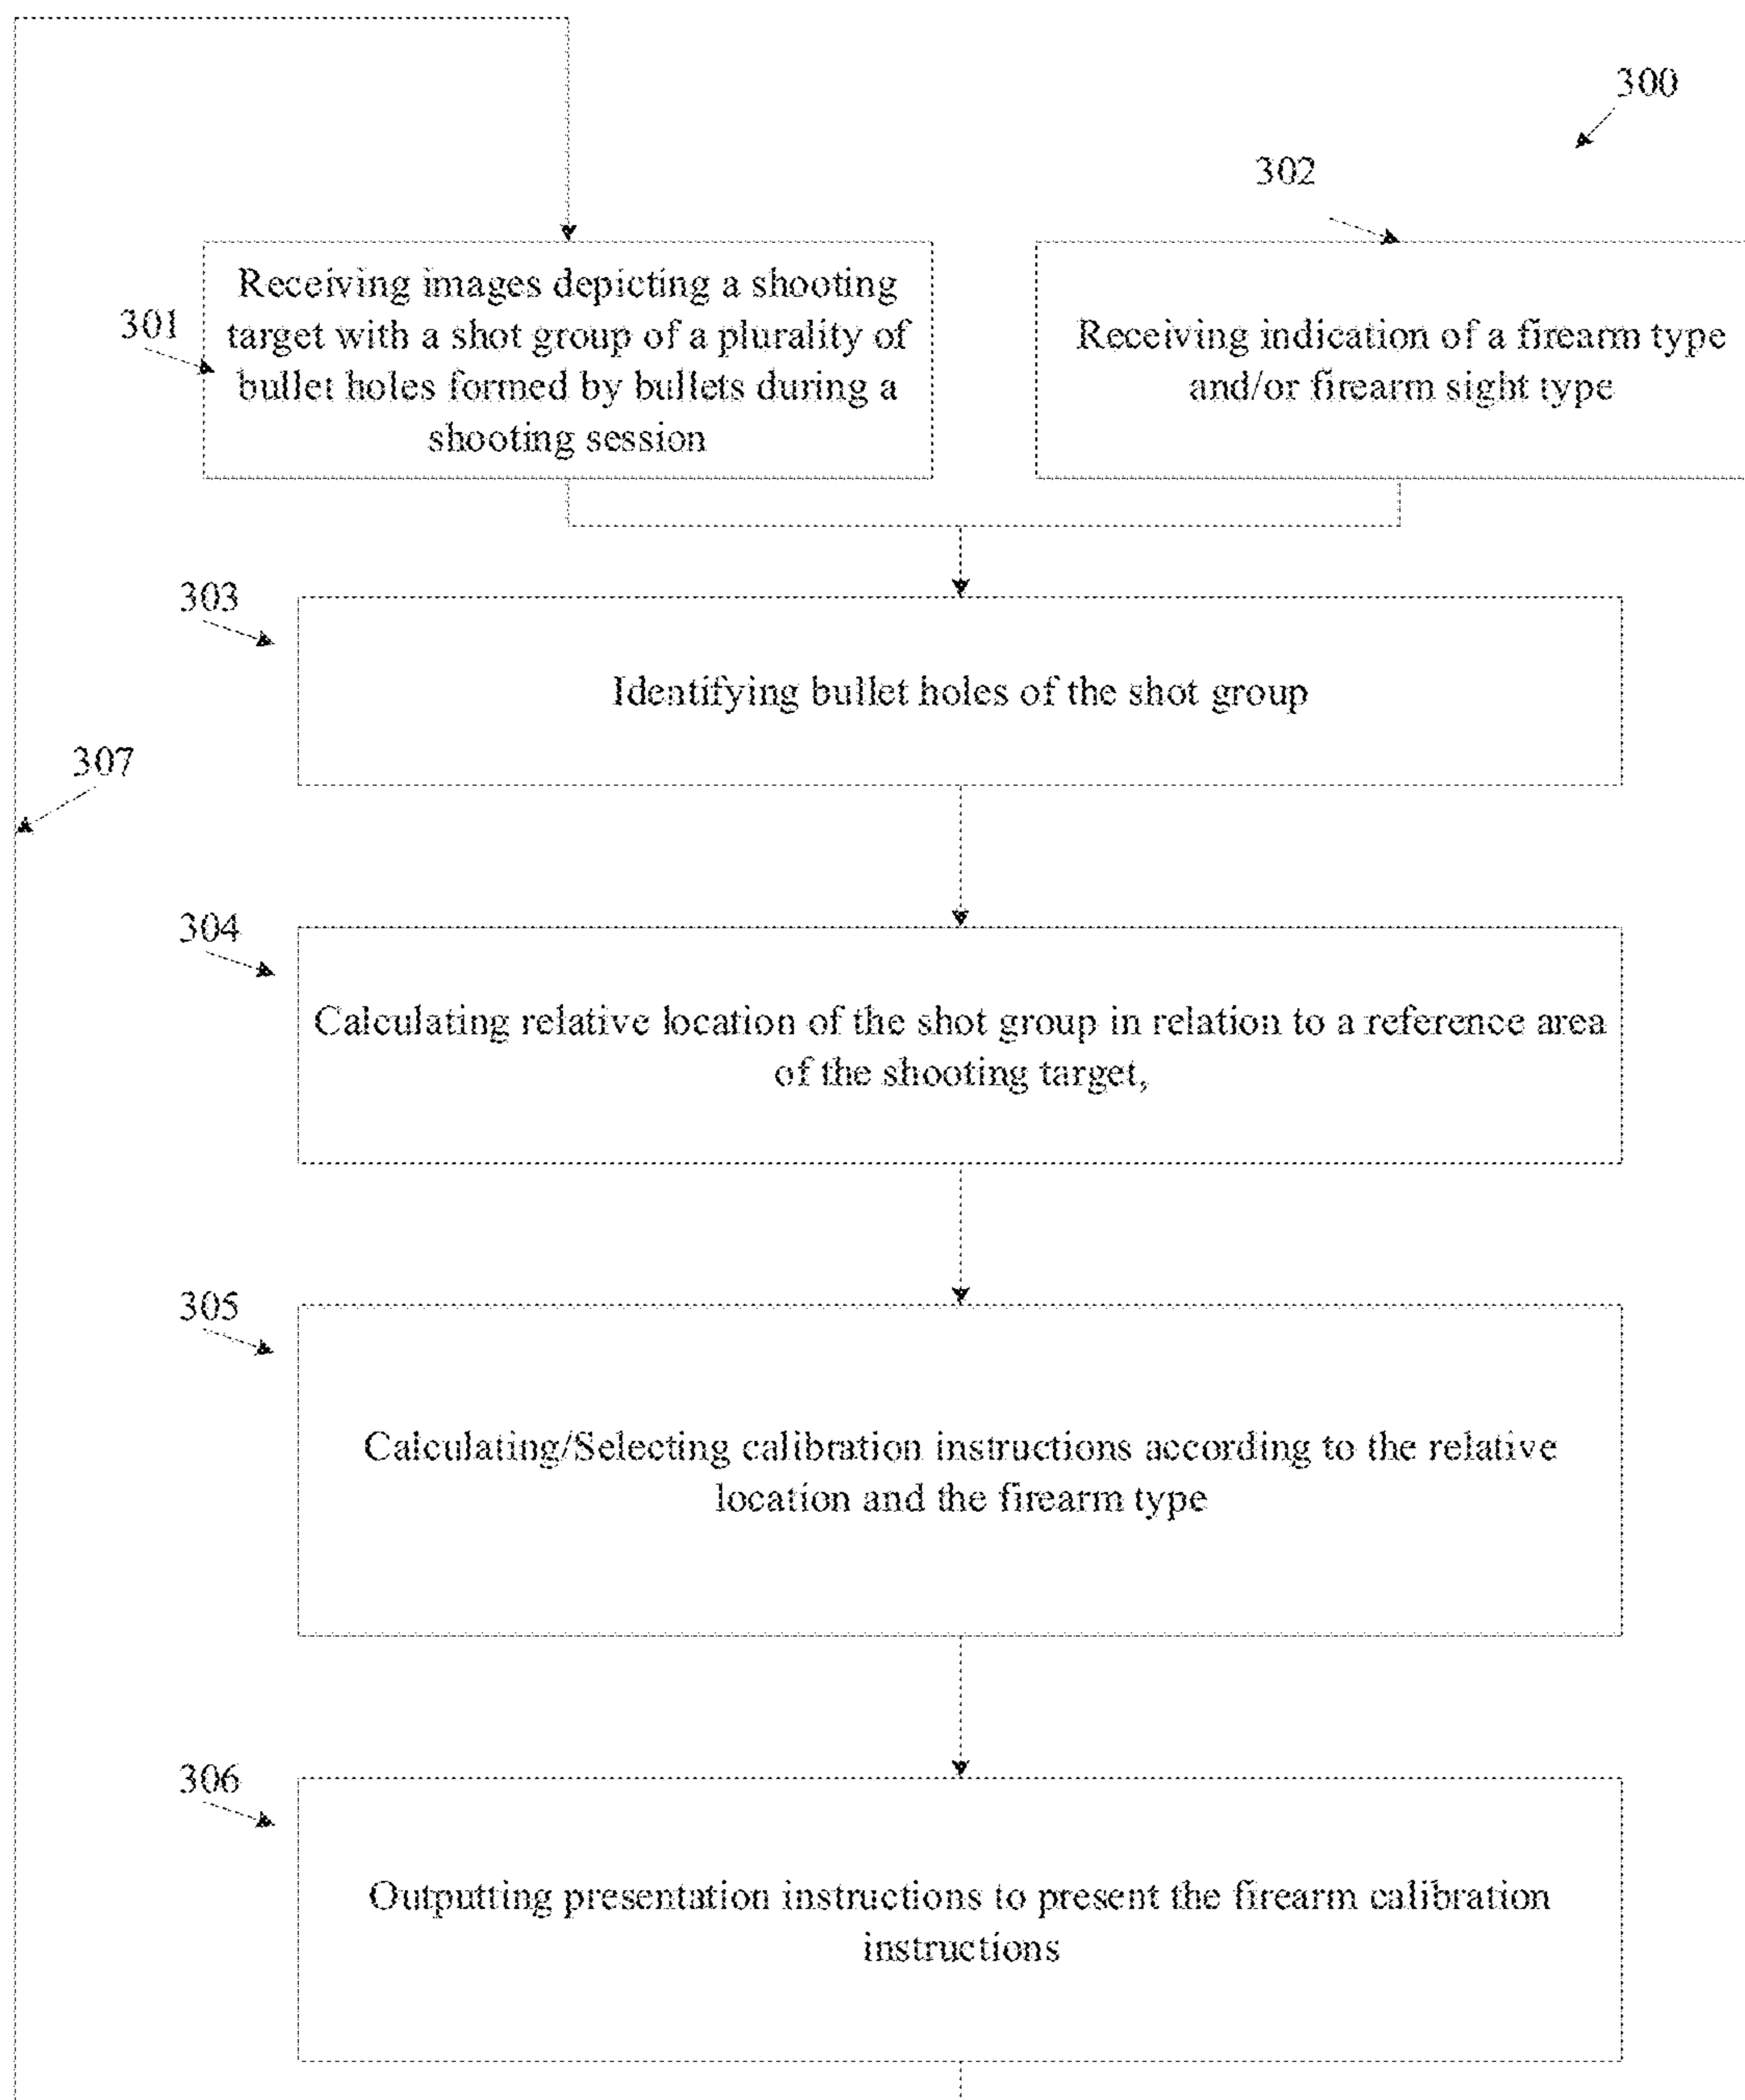 300
302
301
Receiving images depicting a shooting
target with a shot group of a plurality of
bullet holes formed by bullets during a
shooting session
Receiving indication of a firearm type
and/or firearm sight type
303
Identifying bullet holes of the shot group
307
304
Calculating relative location of the shot group in relation to a reference area
of the shooting target,
305
Calculating/Selecting calibration instructions according to the relative
location and the firearm type
306
Outputting presentation instructions to present the firearm calibration
instructions